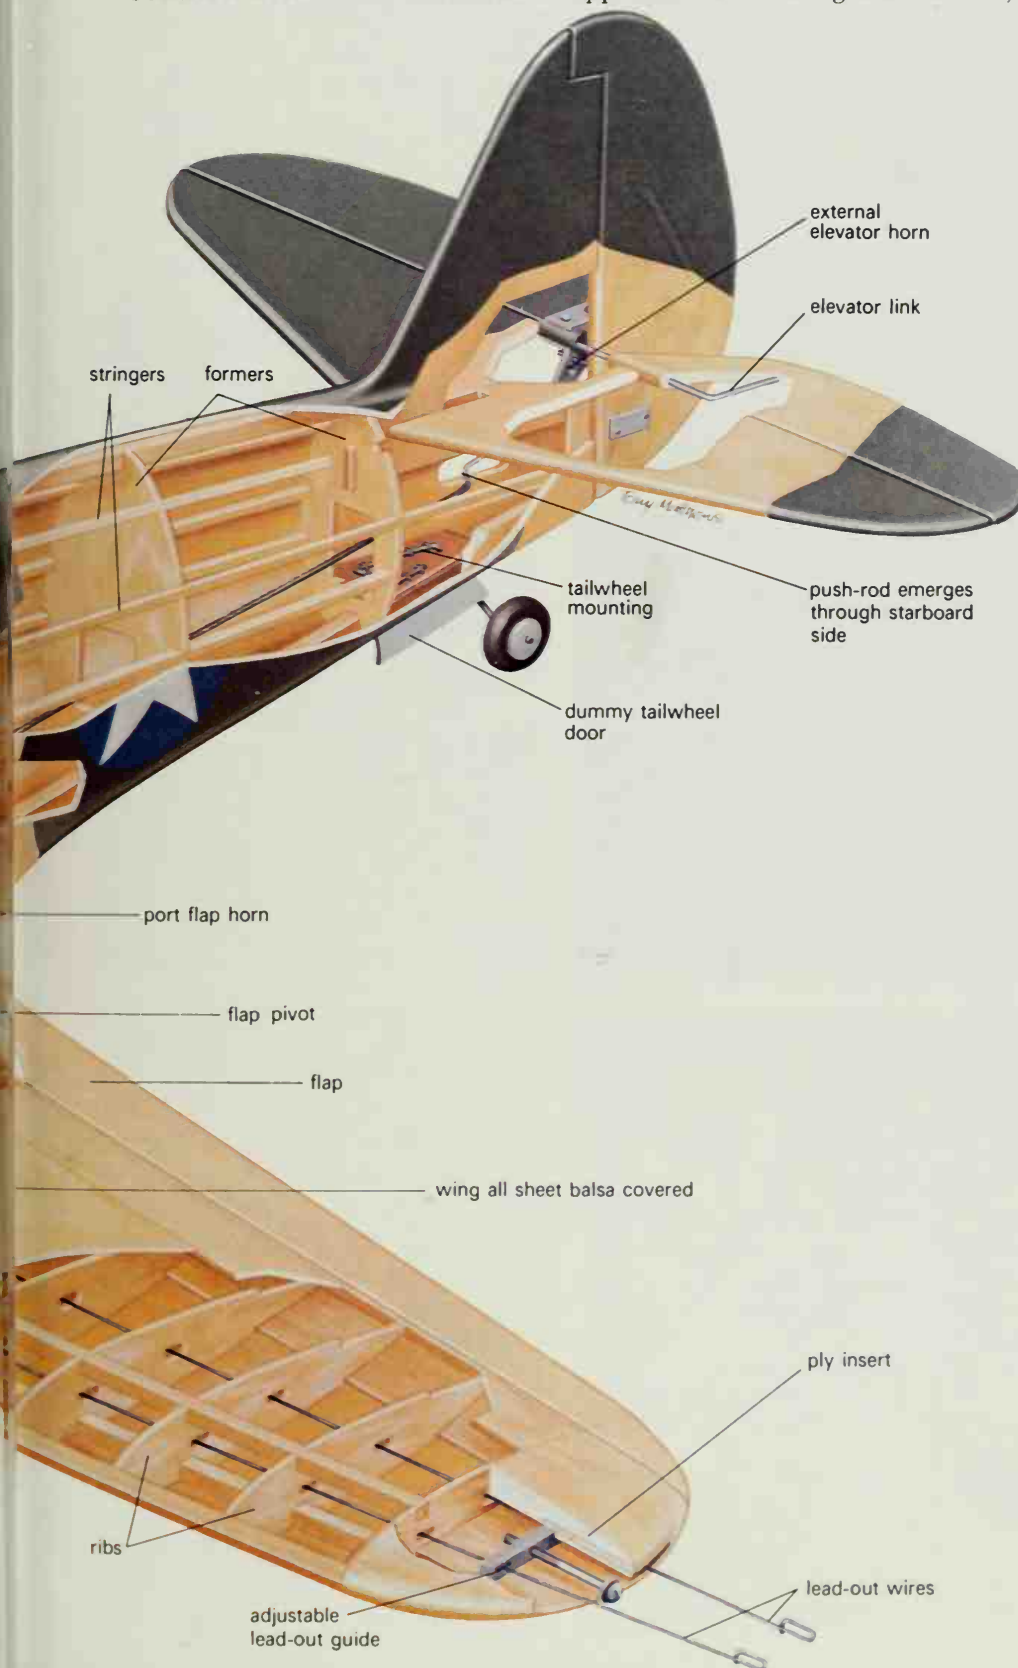 external
elevator horn
elevator link
stringers formers
tailwheel
mounting
push-rod emerges
through starboard
side
dummy tailwheel
door
port flap horn
flap pivot
flap
wing all sheet balsa covered
ply insert
ribs
lead-out wires
adjustable
lead-out guide